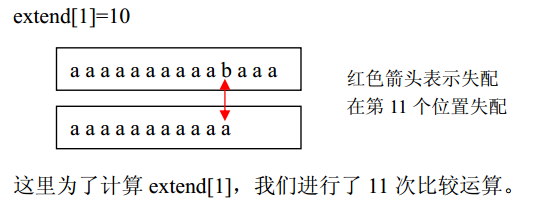 extend[1]=10
a a a a a a a a a a b a a a
红色箭头表示失配
在第 11 个位置失配
a a a a a a a a a a a
这里为了计算 extend[1]，我们进行了 11 次比较运算。